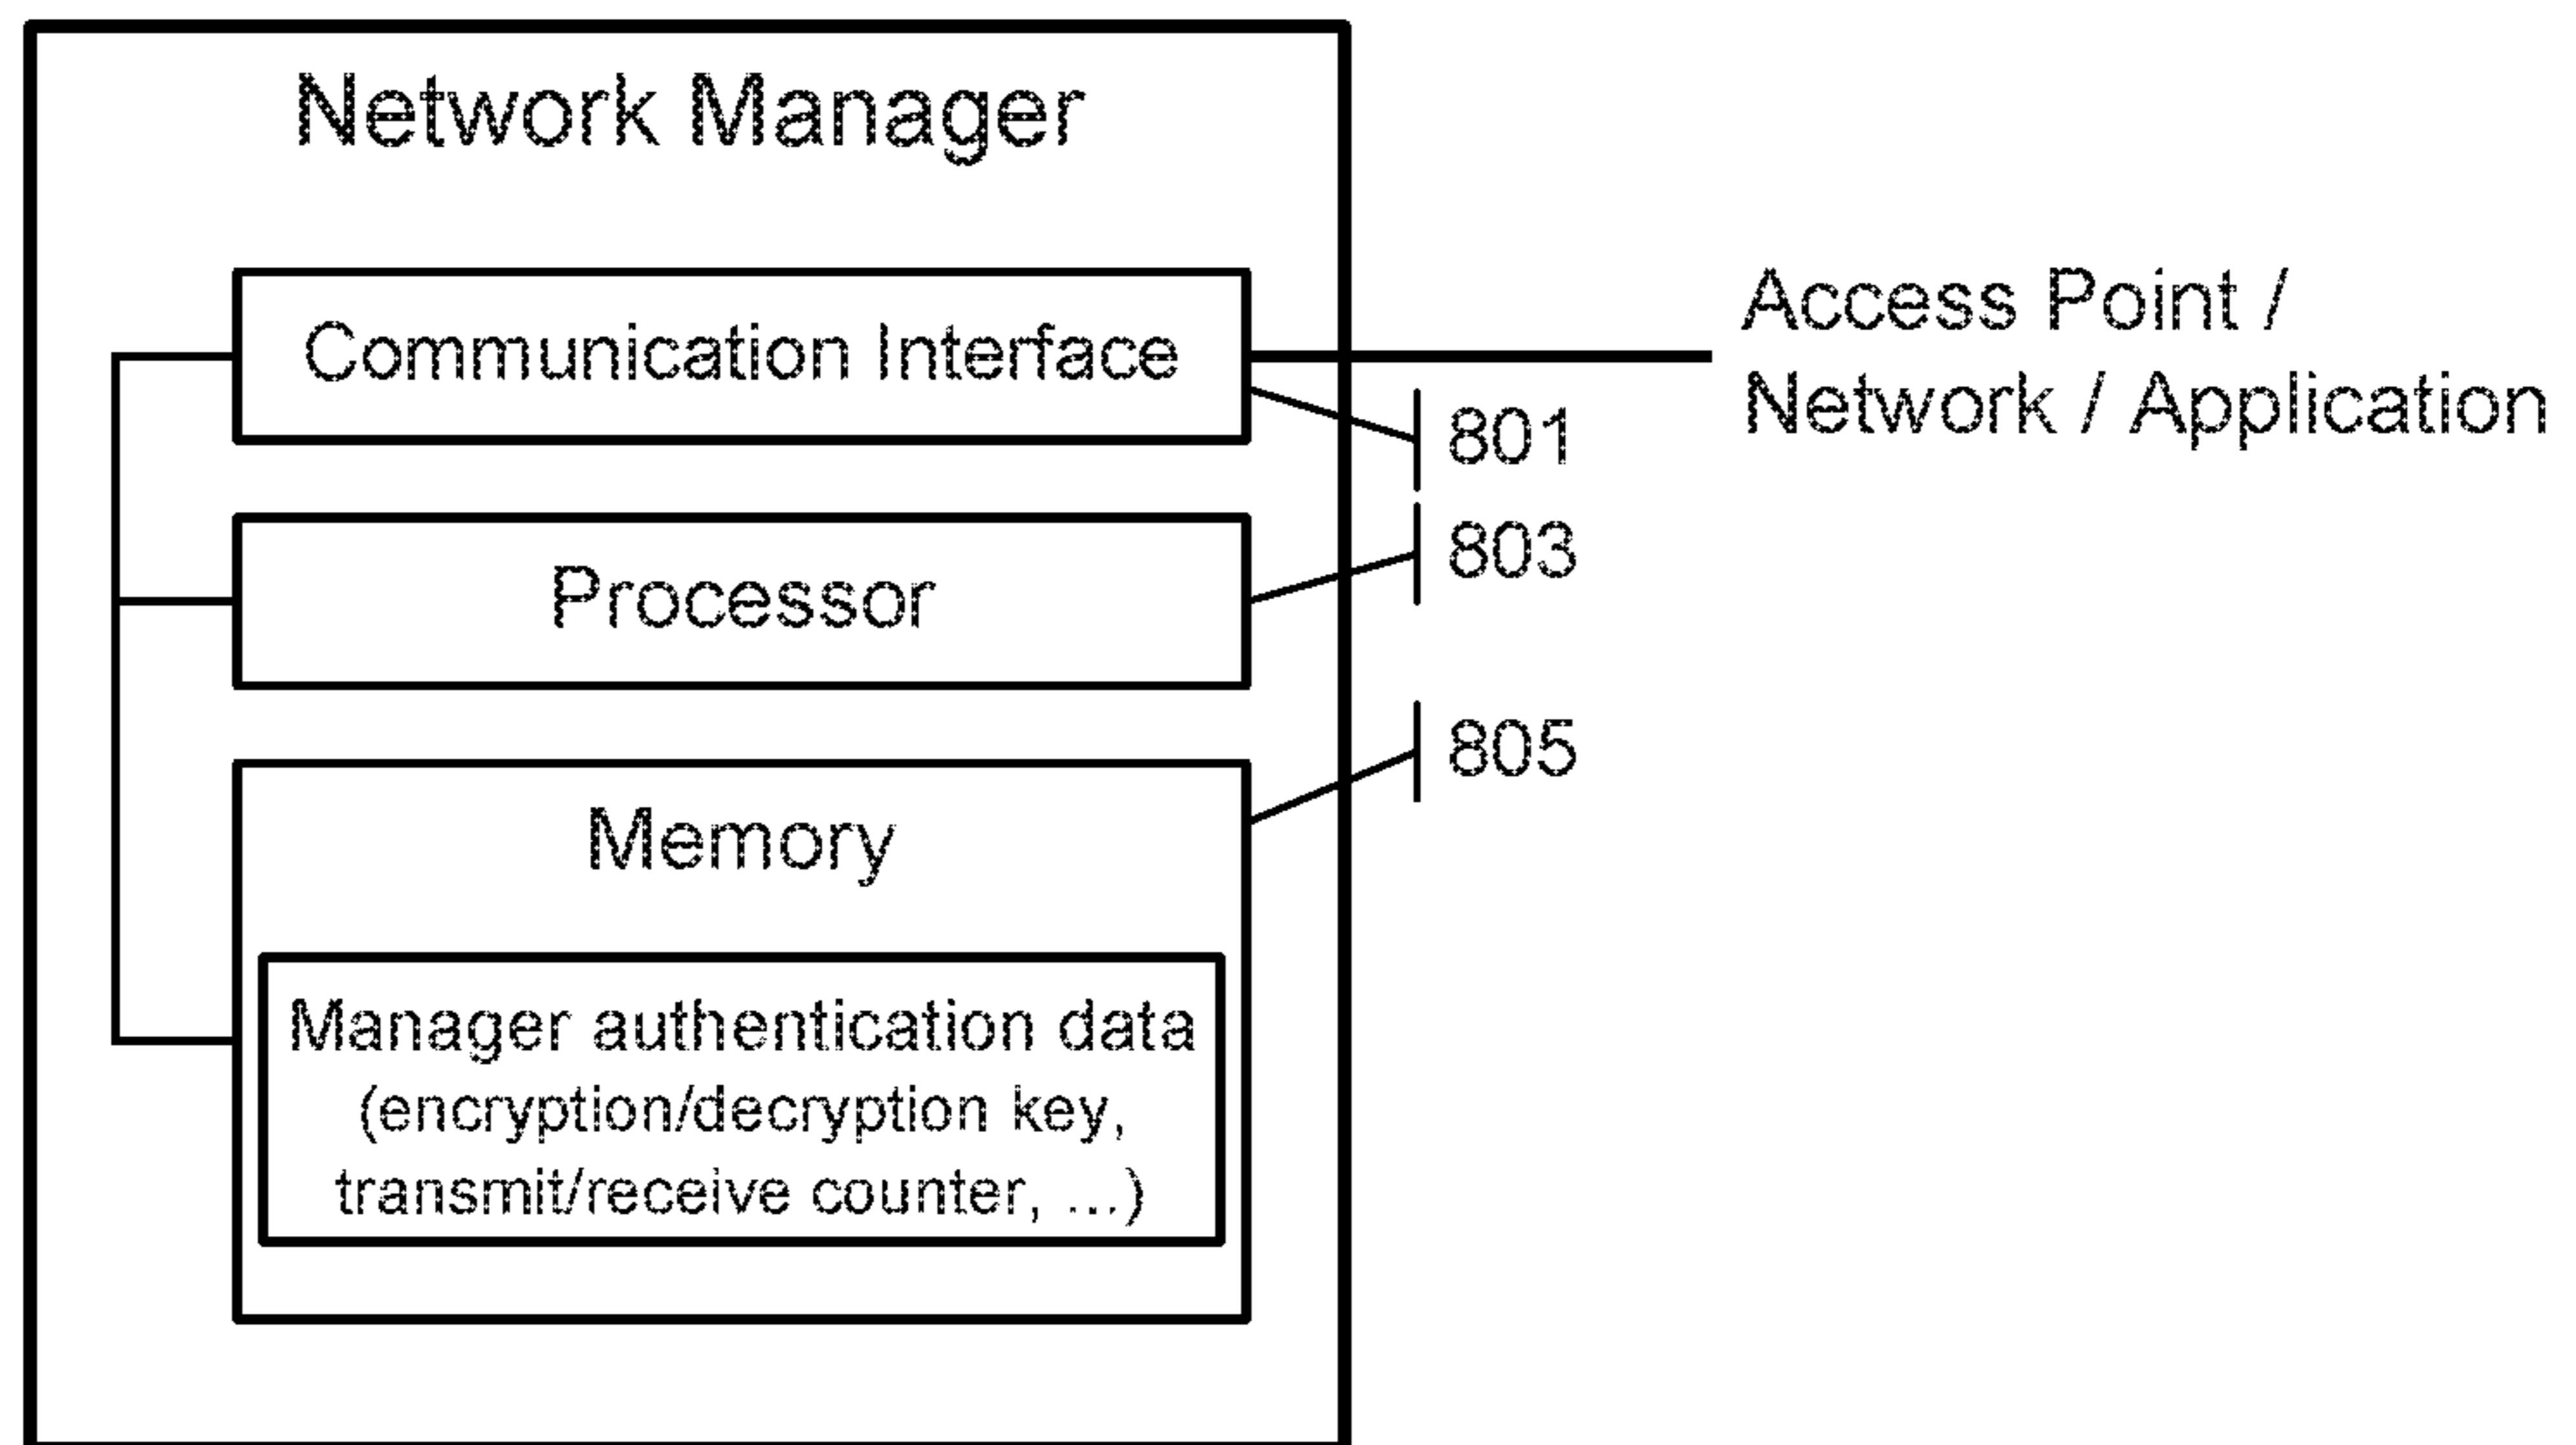 Network Manager
Communication Interface
Access Point /
Network / Application
801
Processor
803
Memory
805
Manager authentication data
(encryption/decryption key,
transmit/receive counter, ...)